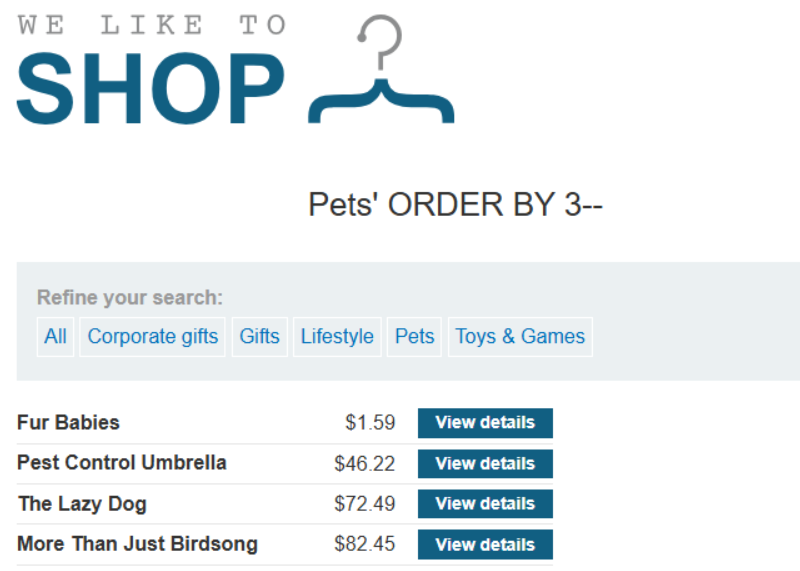 WE LIKE TO
SHOP
Pets' ORDER BY 3--
Refine your search:
All Corporate gifts Gifts Lifestyle Pets Toys & Games
Fur Babies $1.59 View details
Pest Control Umbrella $46.22 View details
The Lazy Dog $72.49 View details
More Than Just Birdsong $82.45 View details